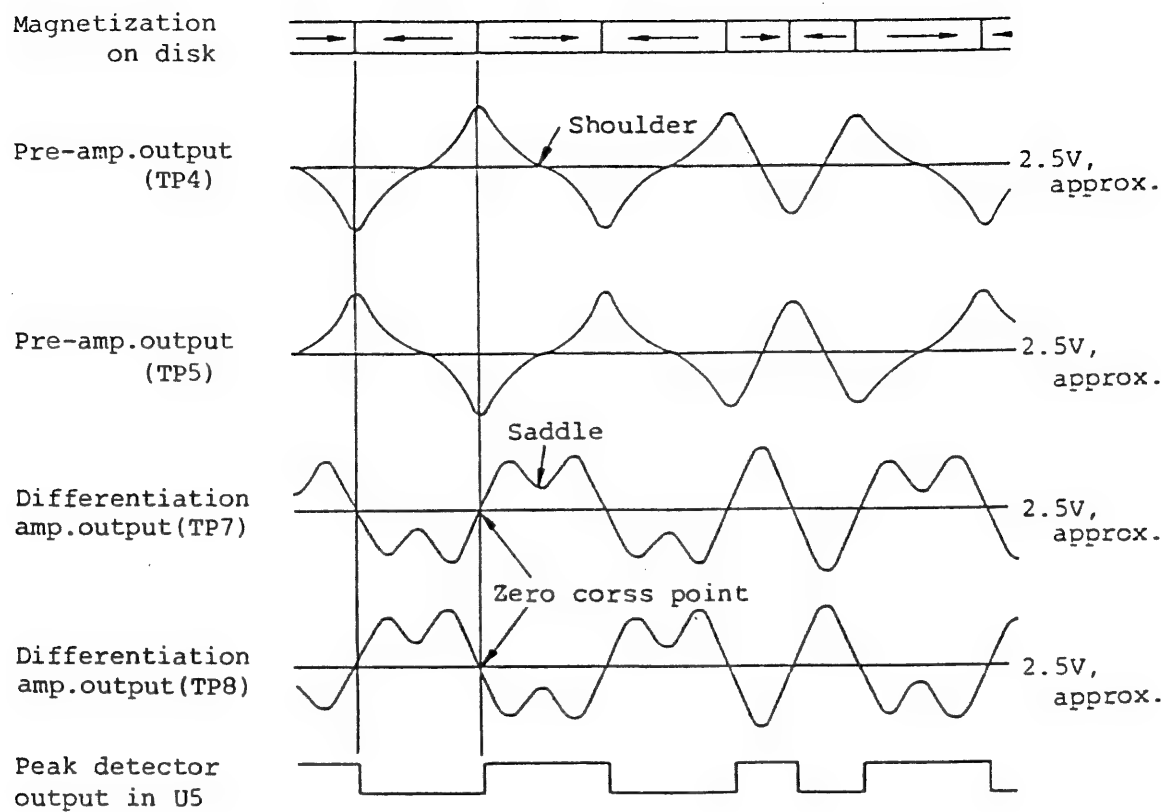 Magnetization
on disk
Shoulder
Pre-amp.output
(TP4)
2.5V,
approx.
Pre-amp.output
(TP5)
2.5V,
approx.
Saddle
Differentiation
amp.output(TP7)
2.5V,
approx.
Zero corss point
Differentiation
amp.output(TP8)
2.5V,
approx.
Peak detector
output in U5